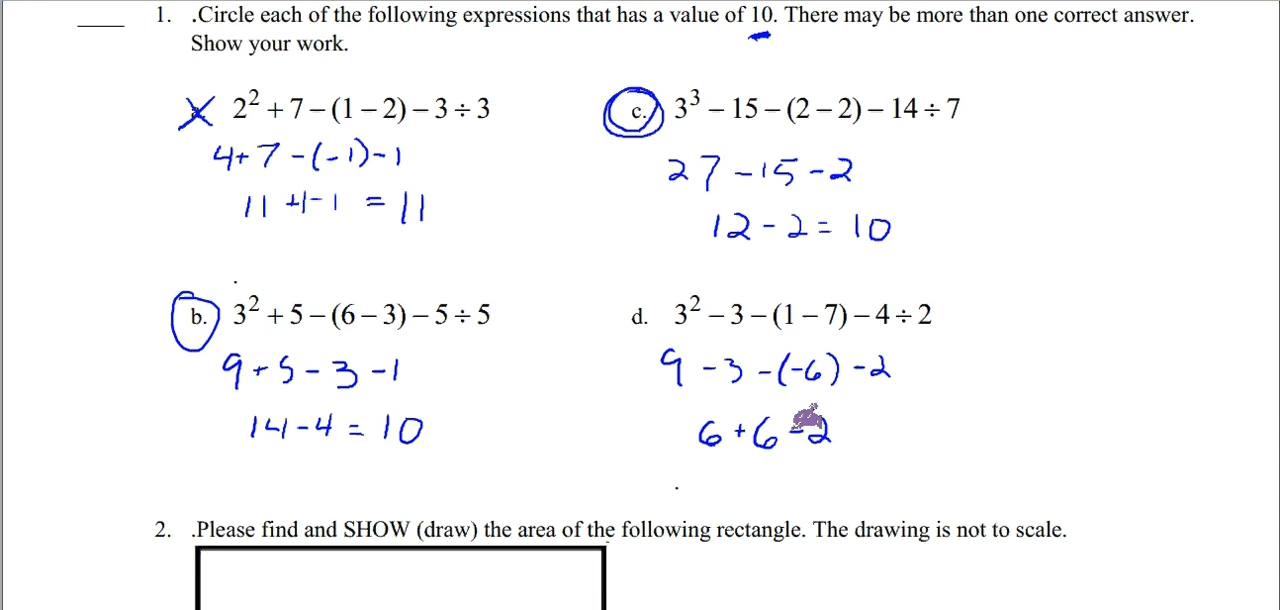 1. .Circle each of the following expressions that has a value of 10. There may be more than one correct answer.
Show your work.
2² + 7 – (1 – 2) – 3 ÷ 3
4 + 7 - (-1) - 1
11 +1 - 1 = 11
c. 3³ – 15 – (2 – 2) – 14 ÷ 7
27 - 15 - 2
12 - 2 = 10
b. 3² + 5 – (6 – 3) – 5 ÷ 5
9 + 5 - 3 - 1
14 - 4 = 10
d. 3² – 3 – (1 – 7) – 4 ÷ 2
9 - 3 - (-6) - 2
6 + 6 - 2
2. .Please find and SHOW (draw) the area of the following rectangle. The drawing is not to scale.